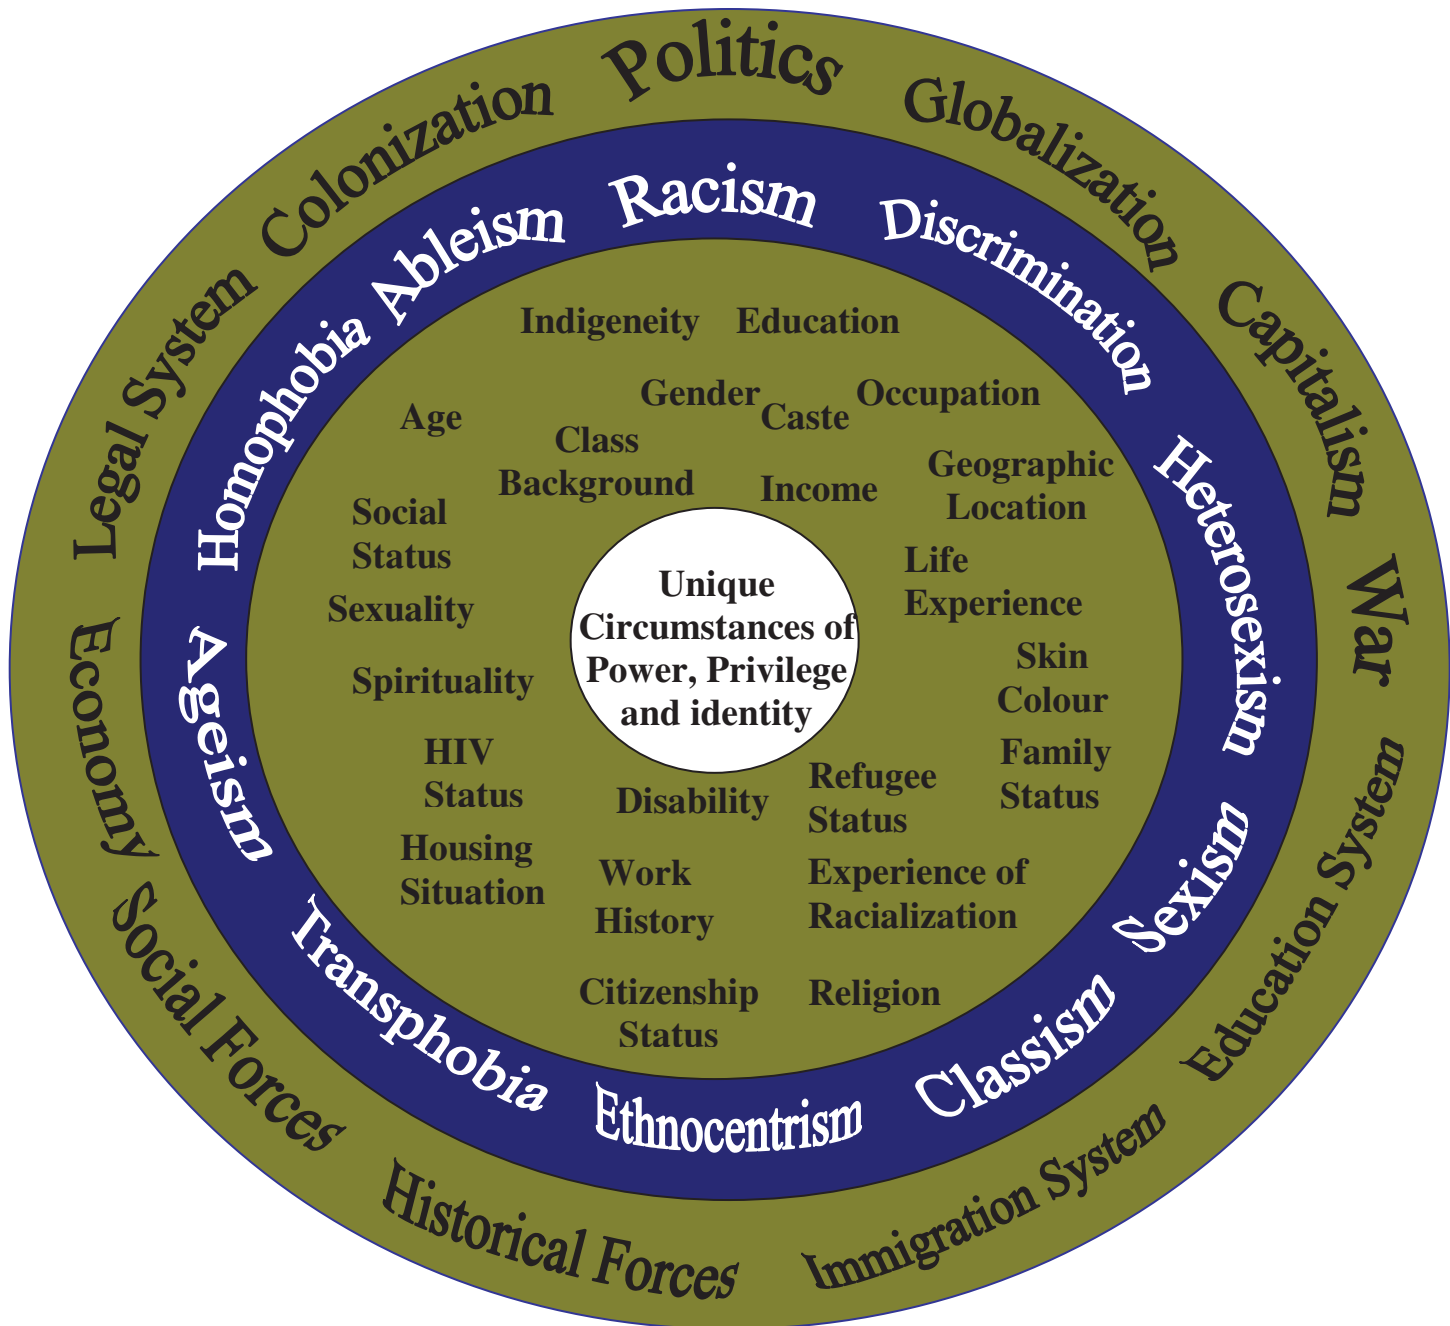 Politics
Globalization
Capitalism
War
Education System
Immigration System
Historical Forces
Social Forces
Economy
Legal System
Colonization
Racism
Discrimination
Heterosexism
Sexism
Classism
Ethnocentrism
Transphobia
Ageism
Homophobia
Ableism
Indigeneity
Education
Gender
Caste
Occupation
Age
Class
Background
Income
Geographic
Location
Social
Status
Life
Experience
Sexuality
Skin
Colour
Spirituality
HIV
Status
Disability
Refugee
Status
Family
Status
Housing
Situation
Work
History
Experience of
Racialization
Citizenship
Status
Religion
Unique
Circumstances of
Power, Privilege
and identity